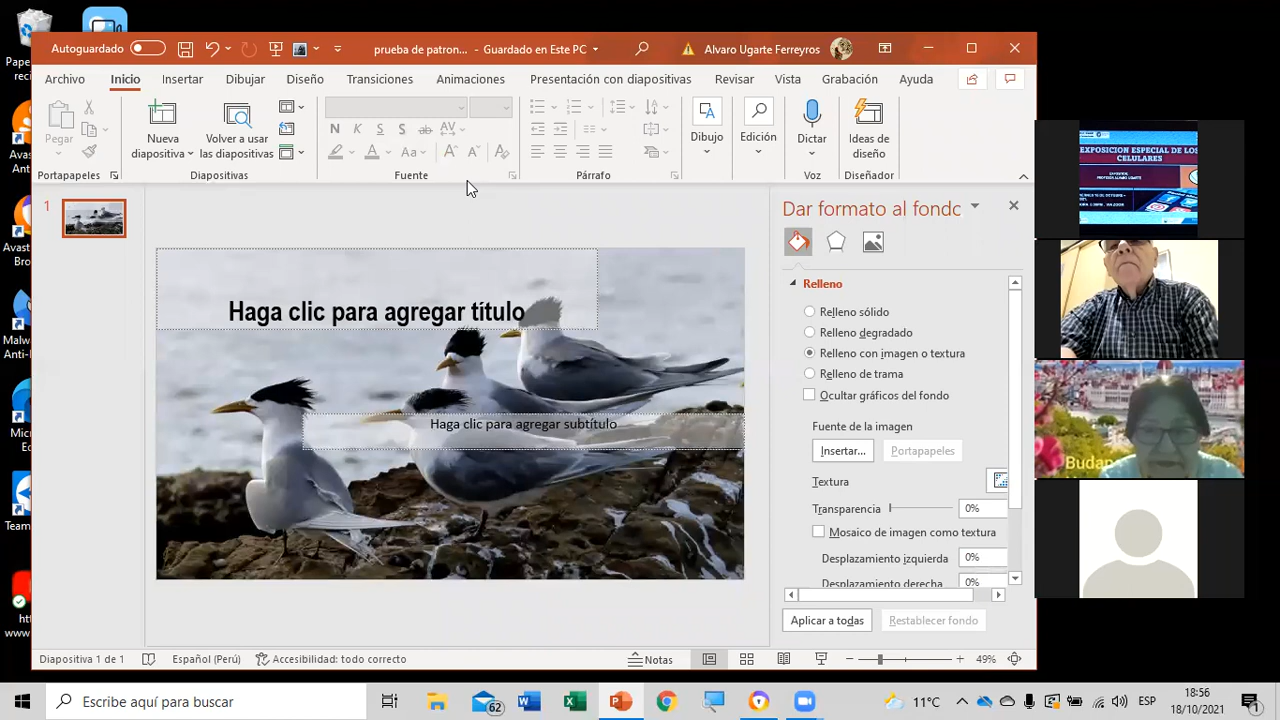 Autoguardado
prueba de patron... - Guardado en Este PC
Alvaro Ugarte Ferreyros
Archivo Inicio Insertar Dibujar Diseño Transiciones Animaciones Presentación con diapositivas Revisar Vista Grabación Ayuda
Pegar
Nueva diapositiva
Volver a usar las diapositivas
N K S S ab AV
Dibujo
Edición
Dictar
Ideas de diseño
Portapapeles
Diapositivas
Fuente
Párrafo
Voz
Diseñador
1
Haga clic para agregar título
Haga clic para agregar subtítulo
Dar formato al fondo
Relleno
Relleno sólido
Relleno degradado
Relleno con imagen o textura
Relleno de trama
Ocultar gráficos del fondo
Fuente de la imagen
Insertar... Portapapeles
Textura
Transparencia 0%
Mosaico de imagen como textura
Desplazamiento izquierda 0%
Desplazamiento derecha 0%
Aplicar a todas Restablecer fondo
EXPOSICION ESPECIAL DE LOS
CELULARES
Budap
Diapositiva 1 de 1 Español (Perú) Accesibilidad: todo correcto
Notas
49%
Escribe aquí para buscar
62
11°C
ESP
18:56
18/10/2021
1